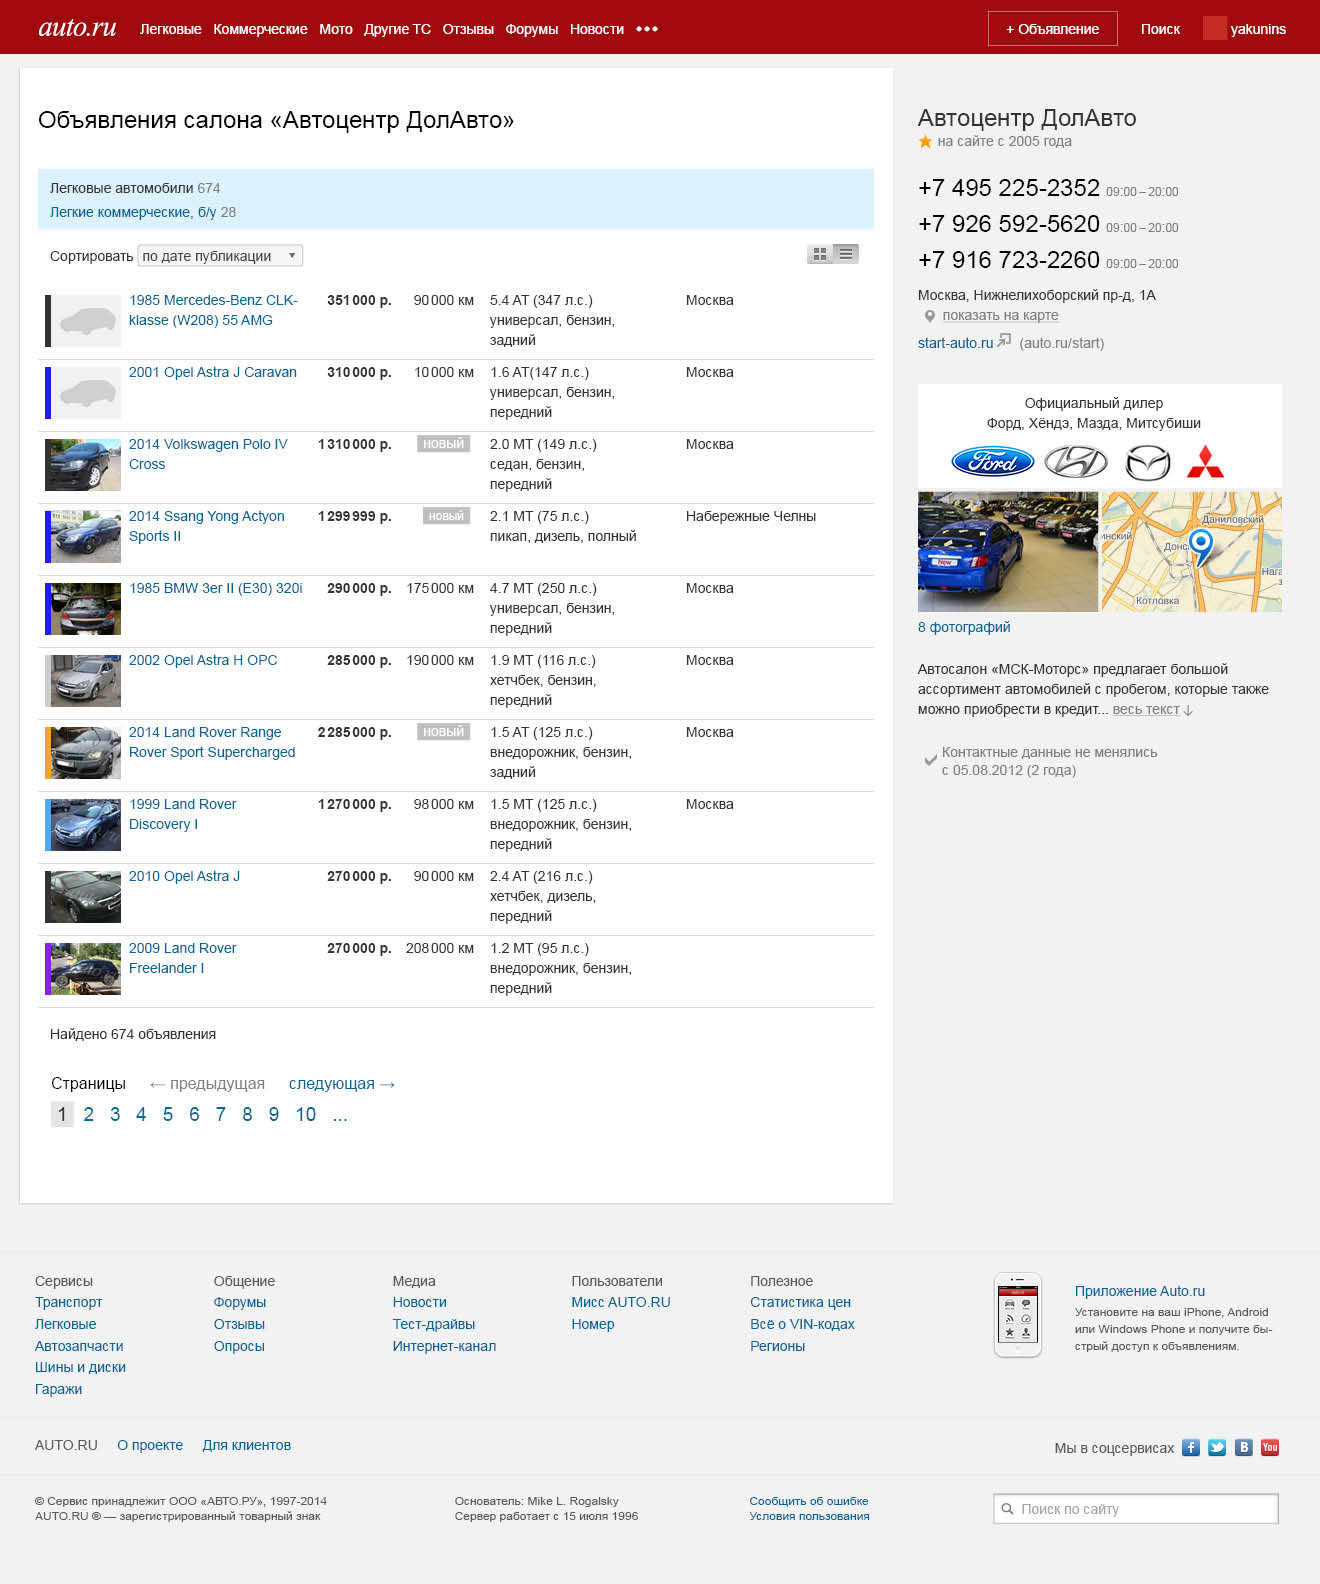 auto.ru Легковые Коммерческие Мото Другие ТС Отзывы Форумы Новости •••
+ Объявление Поиск yakunins
Объявления салона «Автоцентр ДолАвто»
Легковые автомобили 674
Легкие коммерческие, б/у 28
Сортировать по дате публикации
1985 Mercedes-Benz CLK- 351 000 р. 90 000 км 5.4 AT (347 л.с.) Москва
klasse (W208) 55 AMG универсал, бензин,
задний
2001 Opel Astra J Caravan 310 000 р. 10 000 км 1.6 AT(147 л.с.) Москва
универсал, бензин,
передний
2014 Volkswagen Polo IV 1 310 000 р. новый 2.0 MT (149 л.с.) Москва
Cross седан, бензин,
передний
2014 Ssang Yong Actyon 1 299 999 р. новый 2.1 MT (75 л.с.) Набережные Челны
Sports II пикап, дизель, полный
1985 BMW 3er II (E30) 320i 290 000 р. 175 000 км 4.7 MT (250 л.с.) Москва
универсал, бензин,
передний
2002 Opel Astra H OPC 285 000 р. 190 000 км 1.9 MT (116 л.с.) Москва
хетчбек, бензин,
передний
2014 Land Rover Range 2 285 000 р. новый 1.5 AT (125 л.с.) Москва
Rover Sport Supercharged внедорожник, бензин,
задний
1999 Land Rover 1 270 000 р. 98 000 км 1.5 MT (125 л.с.) Москва
Discovery I внедорожник, бензин,
передний
2010 Opel Astra J 270 000 р. 90 000 км 2.4 AT (216 л.с.)
хетчбек, дизель,
передний
2009 Land Rover 270 000 р. 208 000 км 1.2 MT (95 л.с.)
Freelander I внедорожник, бензин,
передний
Найдено 674 объявления
Страницы ← предыдущая следующая →
1 2 3 4 5 6 7 8 9 10 ...
Автоцентр ДолАвто
на сайте с 2005 года
+7 495 225-2352 09:00–20:00
+7 926 592-5620 09:00–20:00
+7 916 723-2260 09:00–20:00
Москва, Нижнелихоборский пр-д, 1А
показать на карте
start-auto.ru (auto.ru/start)
Официальный дилер
Форд, Хёндэ, Мазда, Митсубиши
Ford
New
Даниловский
инский
Донс
Нага
з
Котловка
8 фотографий
Автосалон «МСК-Моторс» предлагает большой
ассортимент автомобилей с пробегом, которые также
можно приобрести в кредит... весь текст ↓
Контактные данные не менялись
с 05.08.2012 (2 года)
Сервисы
Транспорт
Легковые
Автозапчасти
Шины и диски
Гаражи
Общение
Форумы
Отзывы
Опросы
Медиа
Новости
Тест-драйвы
Интернет-канал
Пользователи
Мисс AUTO.RU
Номер
Полезное
Статистика цен
Всё о VIN-кодах
Регионы
Приложение Auto.ru
Установите на ваш iPhone, Android
или Windows Phone и получите бы-
стрый доступ к объявлениям.
AUTO.RU О проекте Для клиентов
Мы в соцсервисах f B You
© Сервис принадлежит ООО «АВТО.РУ», 1997-2014
AUTO.RU ® — зарегистрированный товарный знак
Основатель: Mike L. Rogalsky
Сервер работает с 15 июля 1996
Сообщить об ошибке
Условия пользования
Поиск по сайту